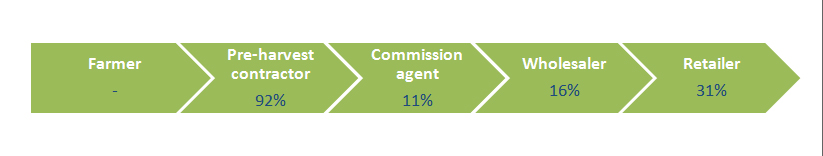 Farmer
-
Pre-harvest
contractor
92%
Commission
agent
11%
Wholesaler
16%
Retailer
31%